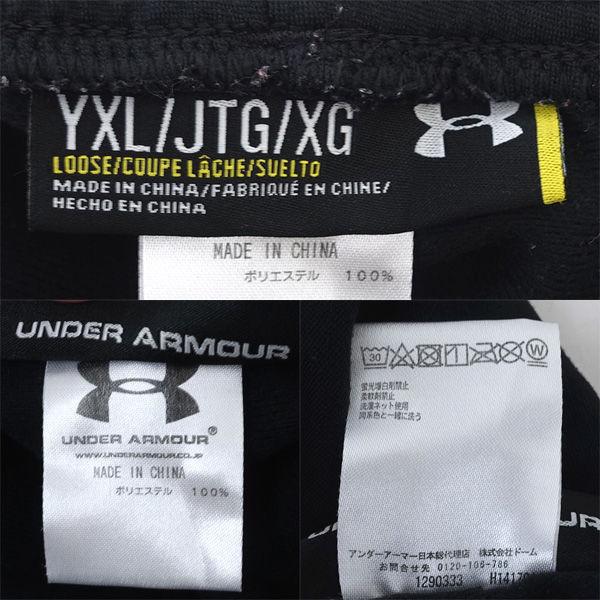 YXL/JTG/XG
LOOSE/COUPE LÂCHE/SUELTO
MADE IN CHINA/FABRIQUÉ EN CHINE/
HECHO EN CHINA
MADE IN CHINA
ポリエステル 100%
UNDER ARMOUR
UNDER ARMOUR®
WWW.UNDERARMOUR.CO.JP
MADE IN CHINA
ポリエステル 100%
30 W
蛍光増白剤禁止
柔軟剤禁止
洗濯ネット使用
同系色と一緒に洗う
UNDER ARMOUR
アンダーアーマー日本総代理店 株式会社ドーム
お問合せ先 0120-106-786
1290333